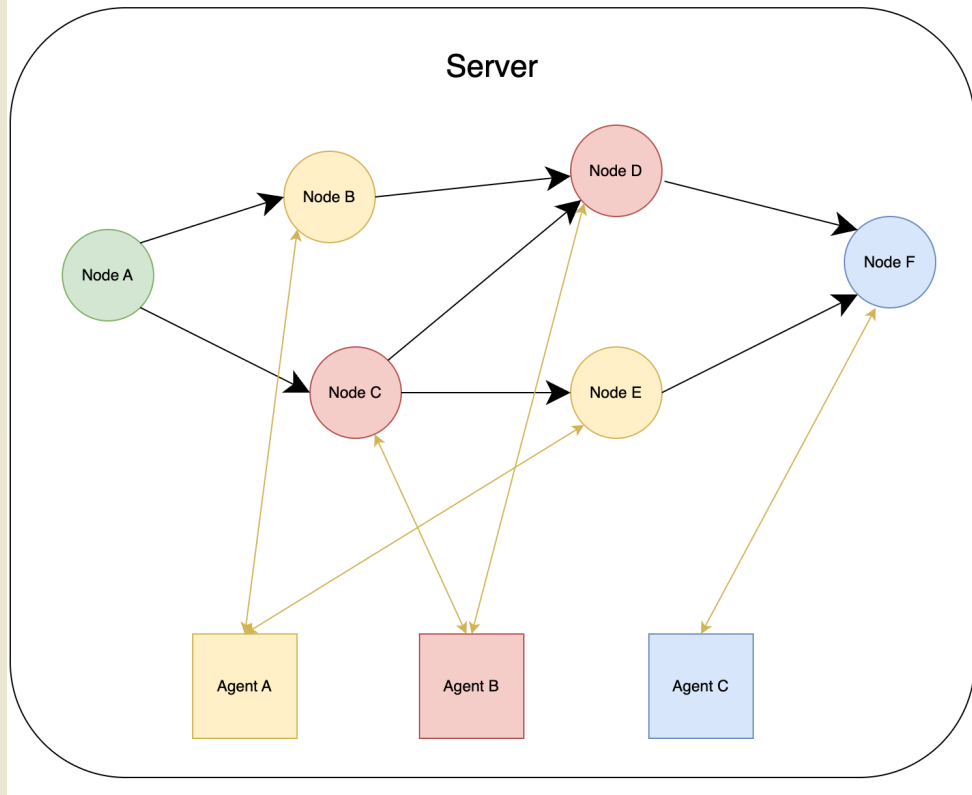 Server
Node D
Node B
Node F
Node A
Node C
Node E
Agent A
Agent B
Agent C